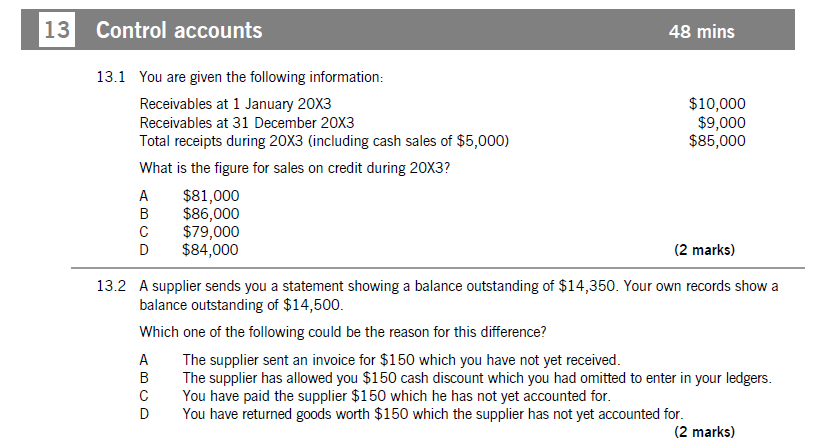 13 Control accounts 48 mins
13.1 You are given the following information:
Receivables at 1 January 20X3 $10,000
Receivables at 31 December 20X3 $9,000
Total receipts during 20X3 (including cash sales of $5,000) $85,000
What is the figure for sales on credit during 20X3?
A $81,000
B $86,000
C $79,000
D $84,000 (2 marks)
13.2 A supplier sends you a statement showing a balance outstanding of $14,350. Your own records show a
balance outstanding of $14,500.
Which one of the following could be the reason for this difference?
A The supplier sent an invoice for $150 which you have not yet received.
B The supplier has allowed you $150 cash discount which you had omitted to enter in your ledgers.
C You have paid the supplier $150 which he has not yet accounted for.
D You have returned goods worth $150 which the supplier has not yet accounted for.
(2 marks)